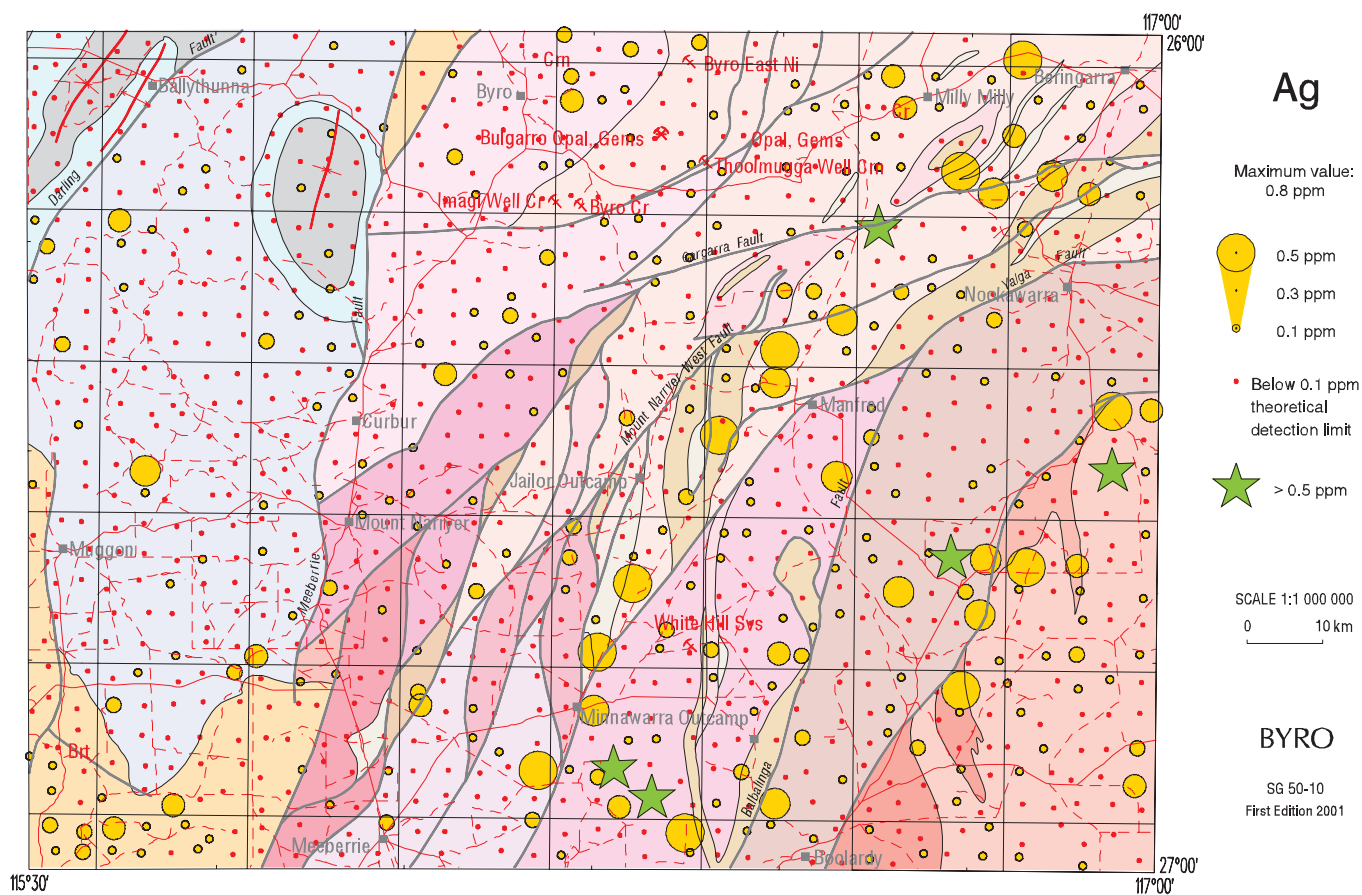 117°00'
26°00'
Ag
Maximum value:
0.8 ppm
0.5 ppm
0.3 ppm
0.1 ppm
Below 0.1 ppm
theoretical
detection limit
> 0.5 ppm
SCALE 1:1 000 000
0 10 km
BYRO
SG 50-10
First Edition 2001
Fault
Ballythunna
Crn
Byro East Ni
Boringarra
Byro
Milly Milly
Cr
Bulgarro Opal, Gems
Opal, Gems
Thoolmugga Well Crn
Darling
Imagi Well Cr
Byro Cr
Cargarra Fault
Yalga Fault
Nookawarra
Fault
Mount Narryer West Fault
Manfred
Curbur
Jailor Outcamp
Fault
Mount Narryer
Muggon
Meeberrie
White Hill Svs
Minnawarra Outcamp
Brt
Balbalinga
Meeberrie
Boolardy
115°30'
27°00'
117°00'